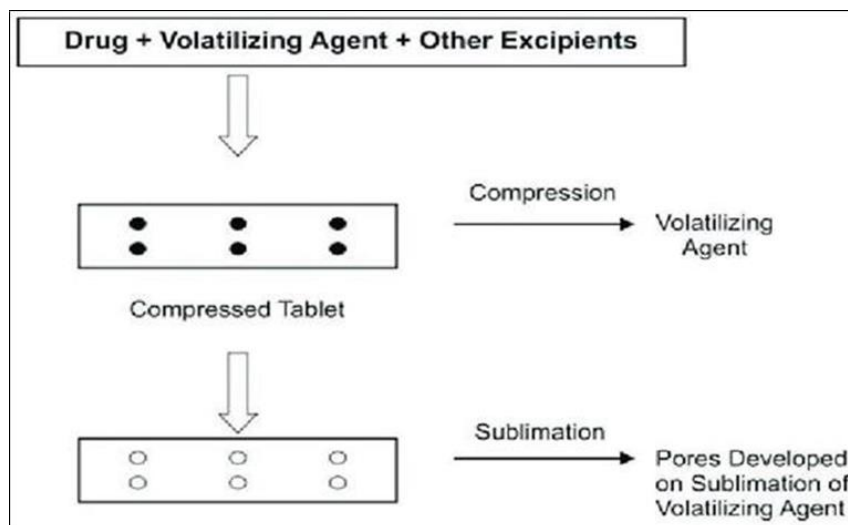 Drug + Volatilizing Agent + Other Excipients
Compression
Volatilizing
Agent
Compressed Tablet
Sublimation
Pores Developed
on Sublimation of
Volatilizing Agent